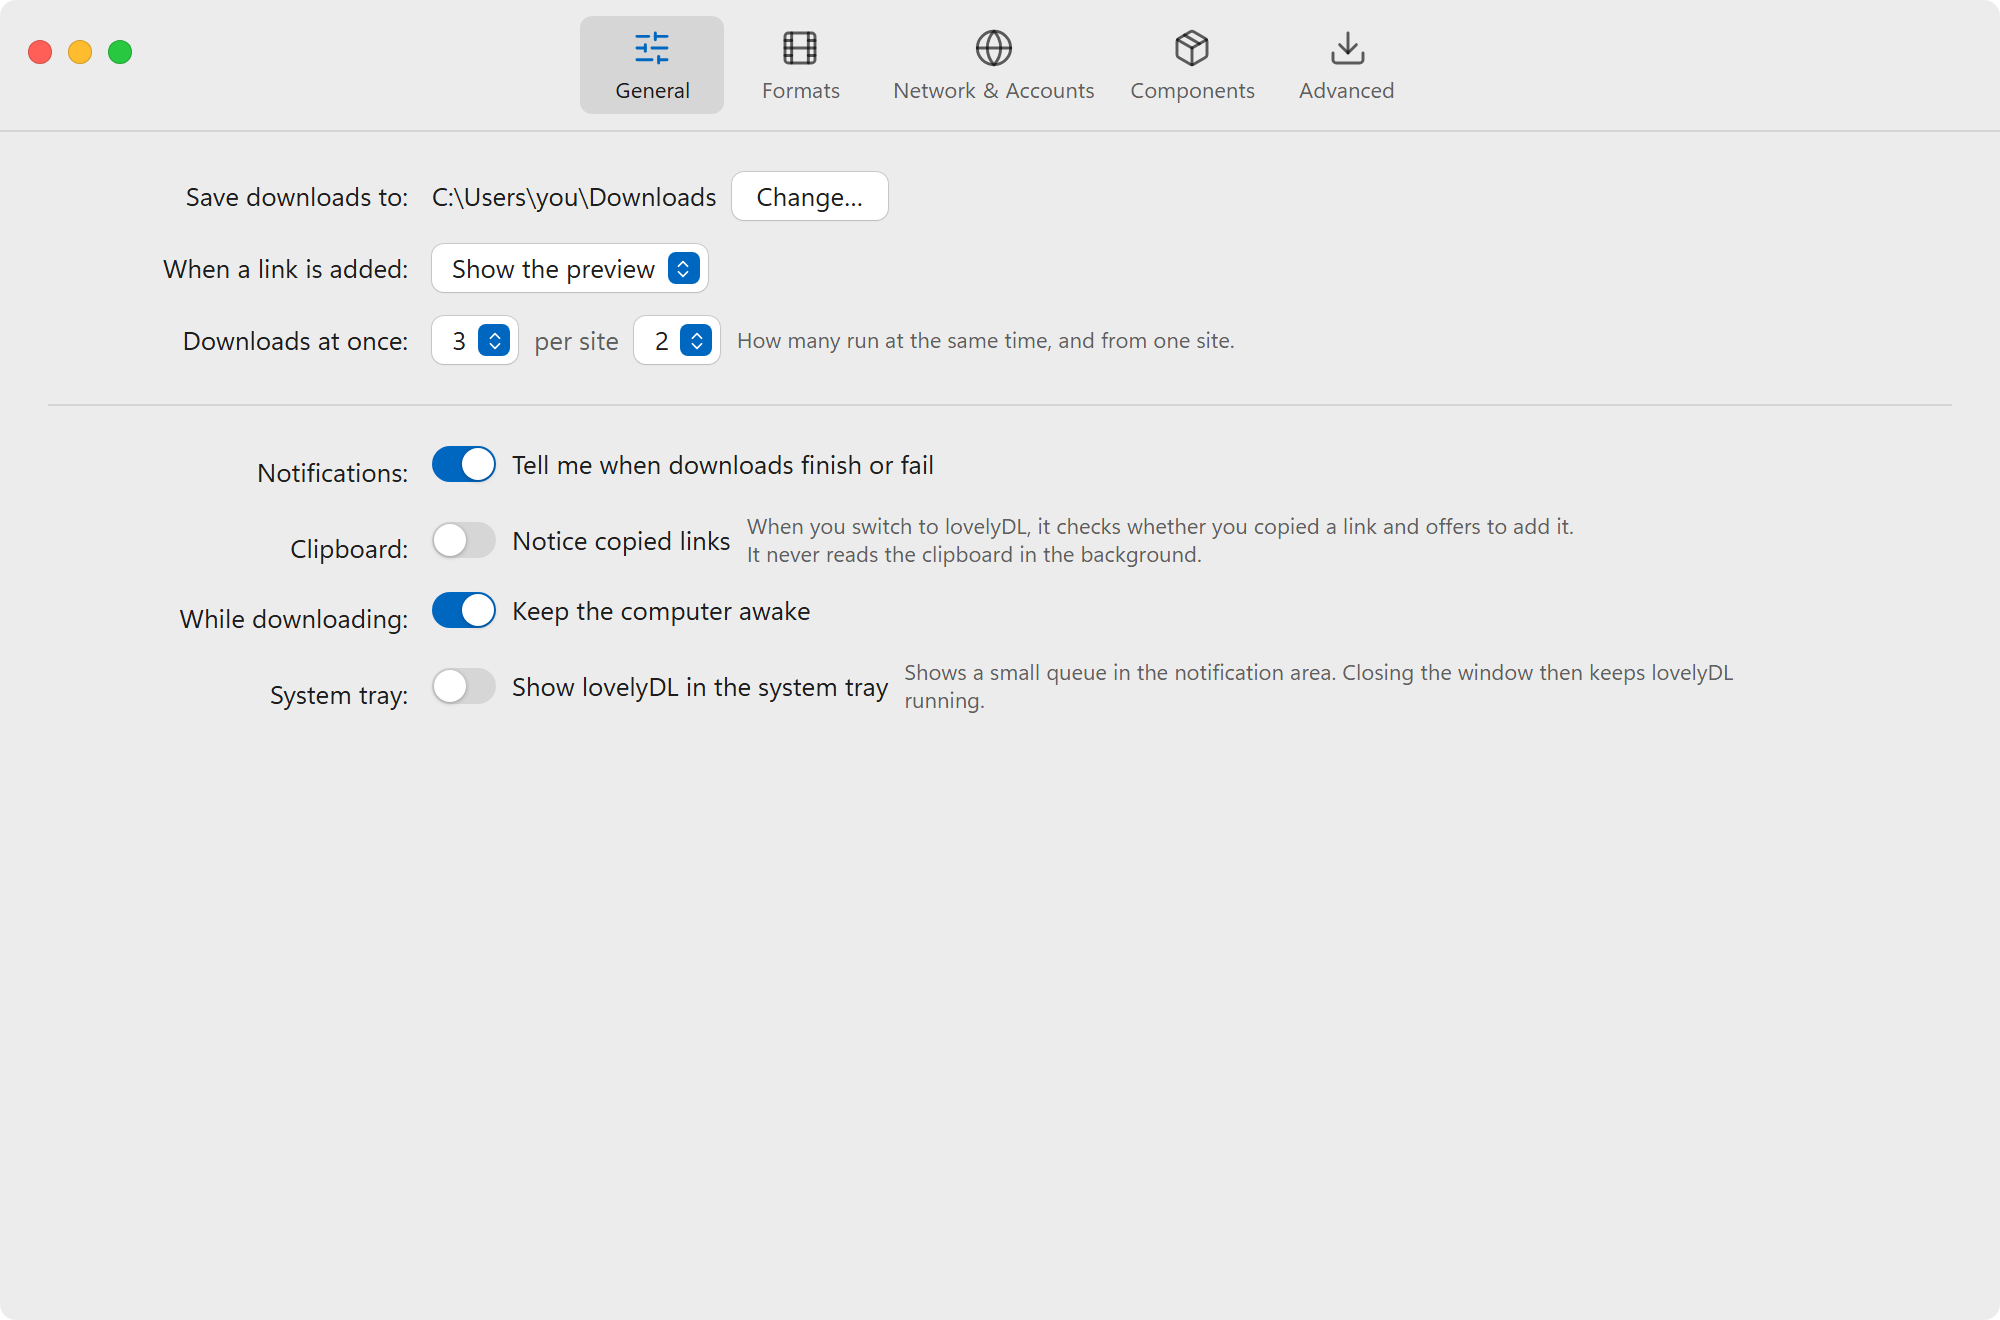 General
Formats
Network & Accounts
Components
Advanced
Save downloads to: C:\Users\you\Downloads Change...
When a link is added: Show the preview
Downloads at once: 3 per site 2 How many run at the same time, and from one site.
Notifications: Tell me when downloads finish or fail
Clipboard: Notice copied links When you switch to lovelyDL, it checks whether you copied a link and offers to add it.
It never reads the clipboard in the background.
While downloading: Keep the computer awake
System tray: Show lovelyDL in the system tray Shows a small queue in the notification area. Closing the window then keeps lovelyDL
running.